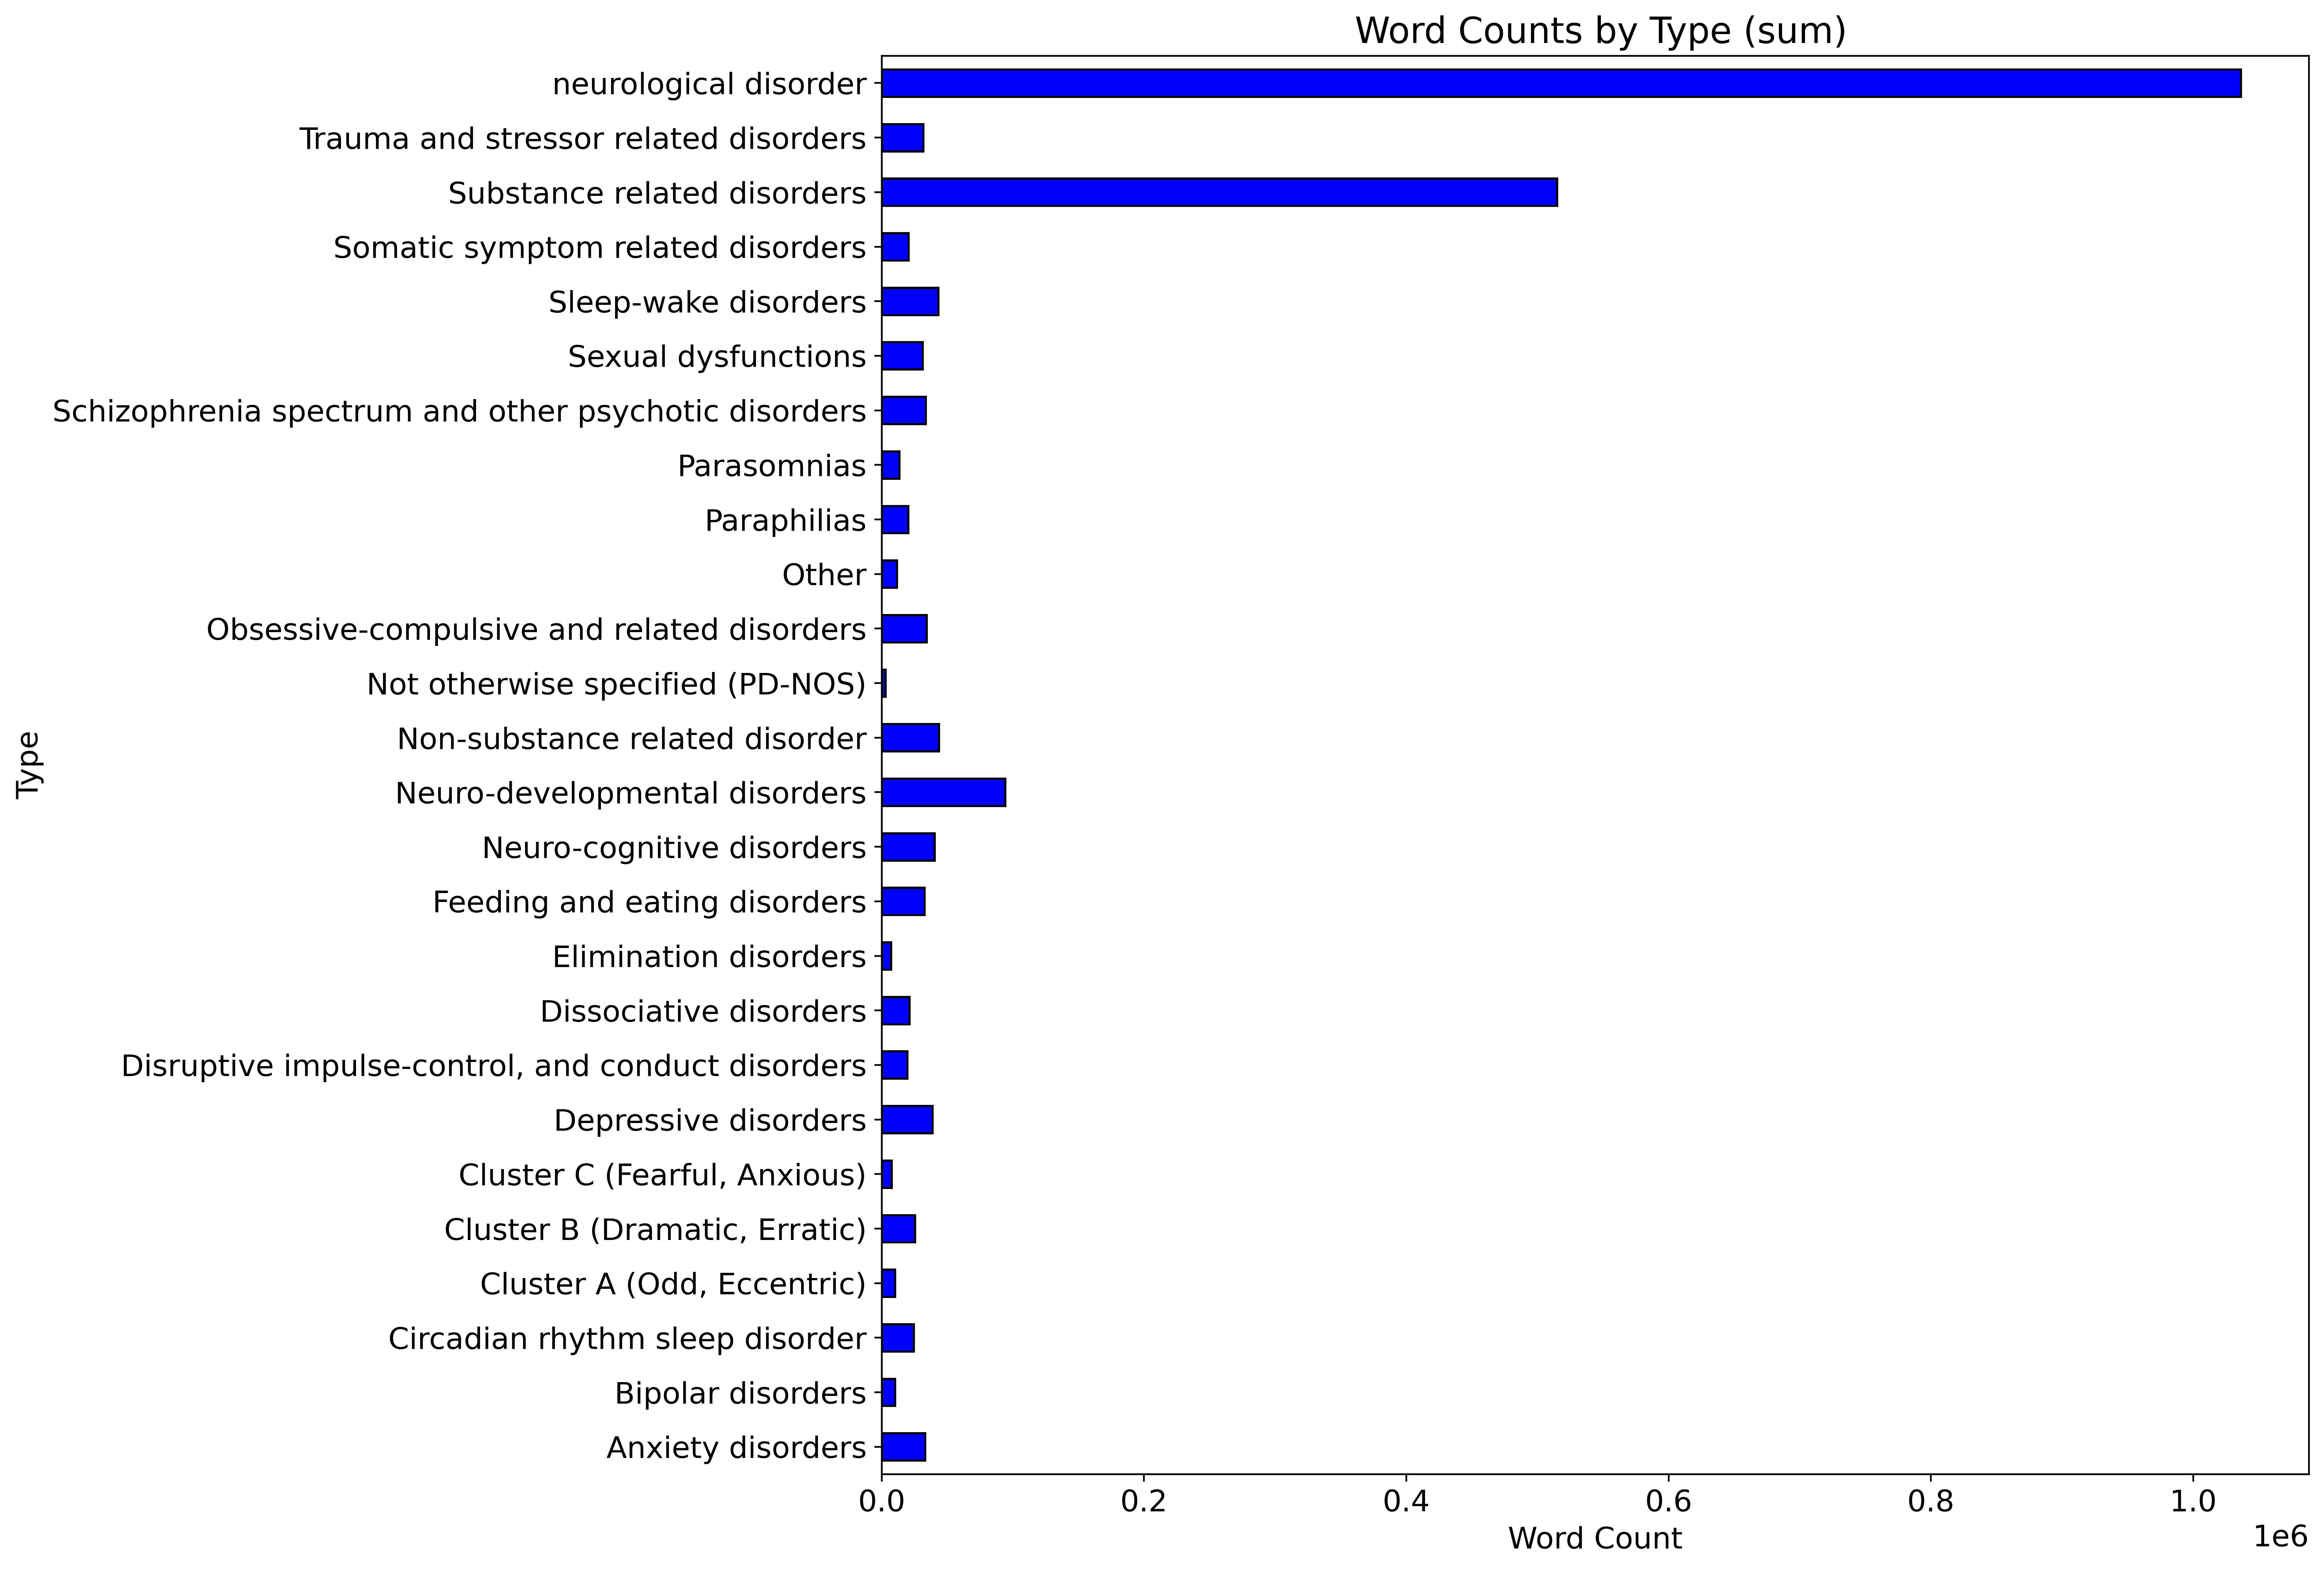 Word Counts by Type (sum)
neurological disorder
Trauma and stressor related disorders
Substance related disorders
Somatic symptom related disorders
Sleep-wake disorders
Sexual dysfunctions
Schizophrenia spectrum and other psychotic disorders
Parasomnias
Paraphilias
Other
Obsessive-compulsive and related disorders
Not otherwise specified (PD-NOS)
Non-substance related disorder
Neuro-developmental disorders
Neuro-cognitive disorders
Feeding and eating disorders
Elimination disorders
Dissociative disorders
Disruptive impulse-control, and conduct disorders
Depressive disorders
Cluster C (Fearful, Anxious)
Cluster B (Dramatic, Erratic)
Cluster A (Odd, Eccentric)
Circadian rhythm sleep disorder
Bipolar disorders
Anxiety disorders
Type
0.0 0.2 0.4 0.6 0.8 1.0
Word Count
1e6